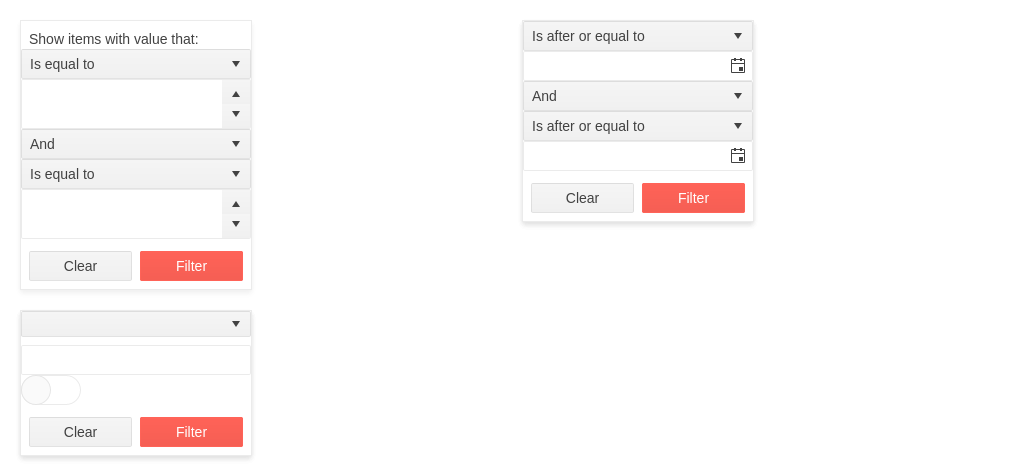 Show items with value that:
Is equal to
And
Is equal to
Clear Filter
Clear Filter
Is after or equal to
And
Is after or equal to
Clear Filter